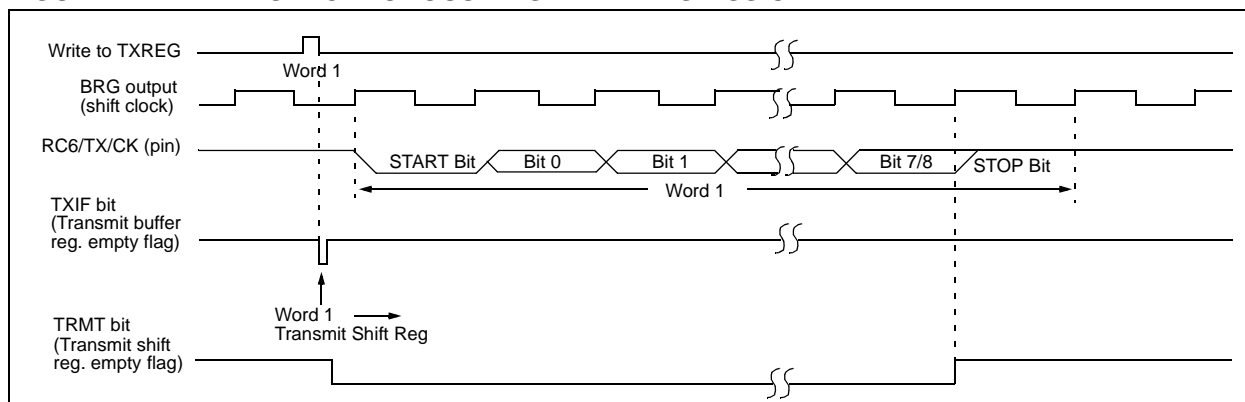 Write to TXREG
Word 1
BRG output
(shift clock)
RC6/TX/CK (pin)
START Bit
Bit 0
Bit 1
Bit 7/8
STOP Bit
Word 1
TXIF bit
(Transmit buffer
reg. empty flag)
Word 1
Transmit Shift Reg
TRMT bit
(Transmit shift
reg. empty flag)